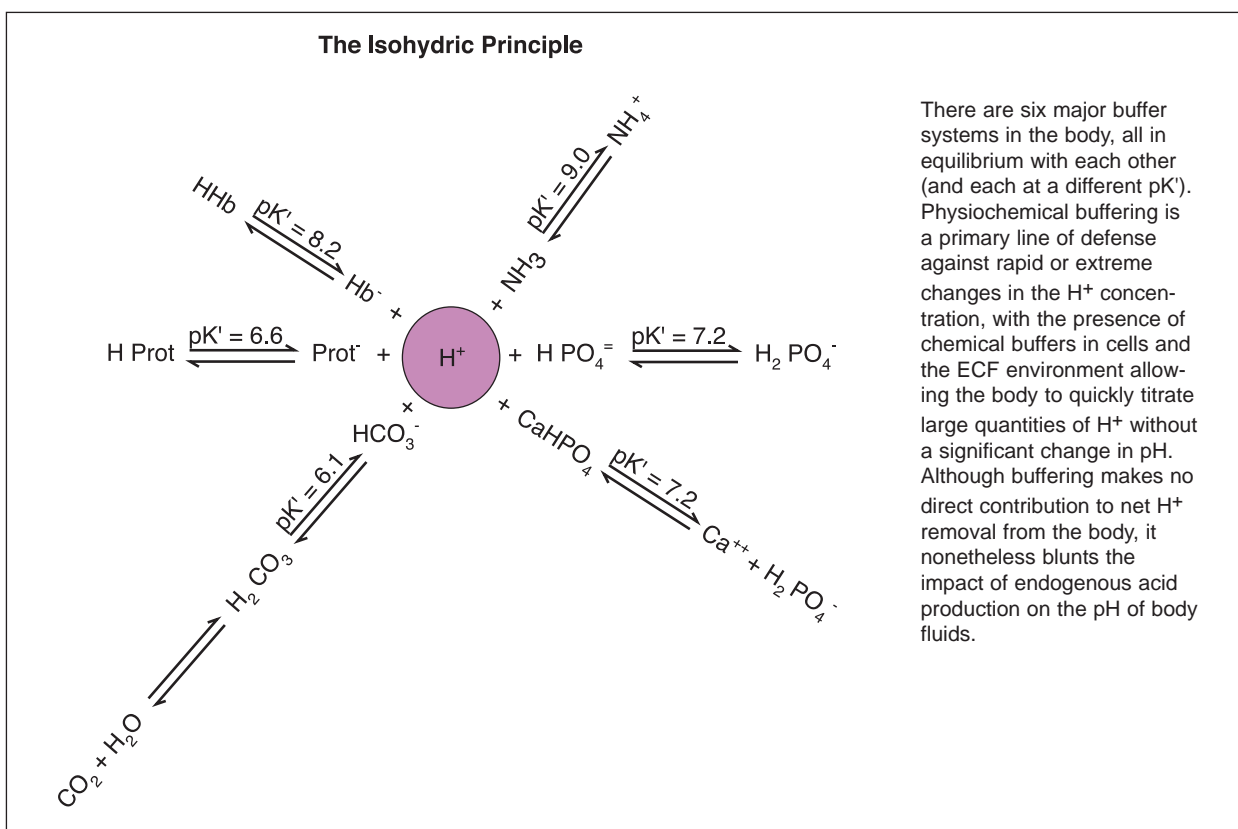 The Isohydric Principle
NH₄⁺
pK' = 9.0
NH₃ +
HHb
pK' = 8.2
Hb⁻ +
H Prot
pK' = 6.6
Prot⁻ +
H⁺
+ H PO₄⁼
pK' = 7.2
H₂ PO₄⁻
+
HCO₃⁻
pK' = 6.1
H₂ CO₃
CO₂ + H₂O
+ CaHPO₄
pK' = 7.2
Ca⁺⁺ + H₂ PO₄⁻
There are six major buffer
systems in the body, all in
equilibrium with each other
(and each at a different pK').
Physiochemical buffering is
a primary line of defense
against rapid or extreme
changes in the H⁺ concen-
tration, with the presence of
chemical buffers in cells and
the ECF environment allow-
ing the body to quickly titrate
large quantities of H⁺ without
a significant change in pH.
Although buffering makes no
direct contribution to net H⁺
removal from the body, it
nonetheless blunts the
impact of endogenous acid
production on the pH of body
fluids.